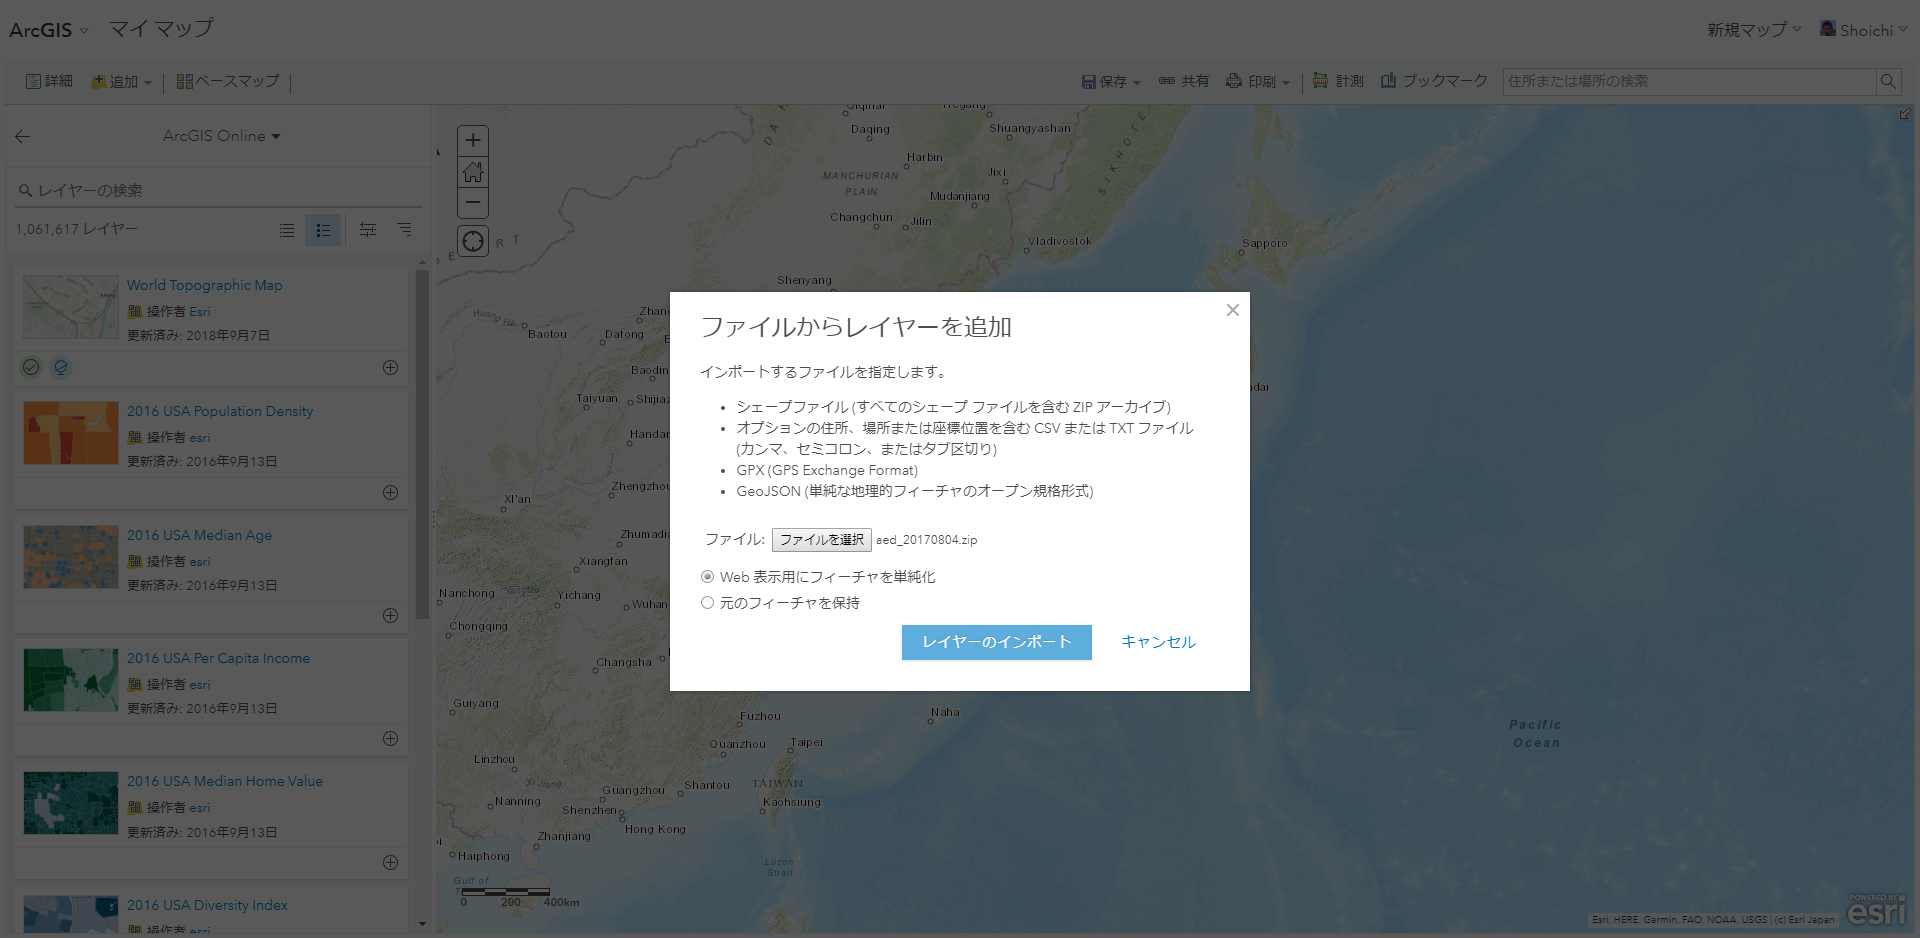 ArcGIS
マイ マップ
新規マップ
Shoichi
詳細
追加
ベースマップ
保存
共有
印刷
計測
ブックマーク
住所または場所の検索
ArcGIS Online
レイヤーの検索
1,061,617 レイヤー
World Topographic Map
操作者 Esri
更新済み: 2018年9月7日
2016 USA Population Density
操作者 esri
更新済み: 2016年9月13日
2016 USA Median Age
操作者 esri
更新済み: 2016年9月13日
2016 USA Per Capita Income
操作者 esri
更新済み: 2016年9月13日
2016 USA Median Home Value
操作者 esri
更新済み: 2016年9月13日
2016 USA Diversity Index
操作者 esri
ファイルからレイヤーを追加
インポートするファイルを指定します。
• シェープファイル (すべてのシェープ ファイルを含む ZIP アーカイブ)
• オプションの住所、場所または座標位置を含む CSV または TXT ファイル
(カンマ、セミコロン、またはタブ区切り)
• GPX (GPS Exchange Format)
• GeoJSON (単純な地理的フィーチャのオープン規格形式)
ファイル: ファイルを選択 aed_20170804.zip
Web 表示用にフィーチャを単純化
元のフィーチャを保持
レイヤーのインポート
キャンセル
Qiqihar
Hegang
Daqing
Shuangyashan
Harbin
MANCHURIAN
PLAIN
Jixi
Mudanjiang
Changchun
Jilin
SIKHOTE
Vladivostok
Sapporo
Shenyang
Huang He
Baotou
Datong
Zhang
Baodin
Taiyuan
Shijiaz
Handan
Zhengzhou
XI'an
Zhumadi
Xiangfan
Nanchong
Yangtze
Yichang
Wuhan
Chongqing
Changsha
Guiyang
Fuzhou
Naha
Quanzhou
Taipei
Linzhou
Xi Jiang
TAIWAN
Guangzhou
Shantou
Nanning
Shenzhen
Kaohsiung
Zhanjiang
Hong Kong
Haiphong
Luzon
Strait
Gulf of
Pacific
Ocean
dai
0 200 400km
Esri, HERE, Garmin, FAO, NOAA, USGS | (c) Esri Japan
POWERED BY
esri